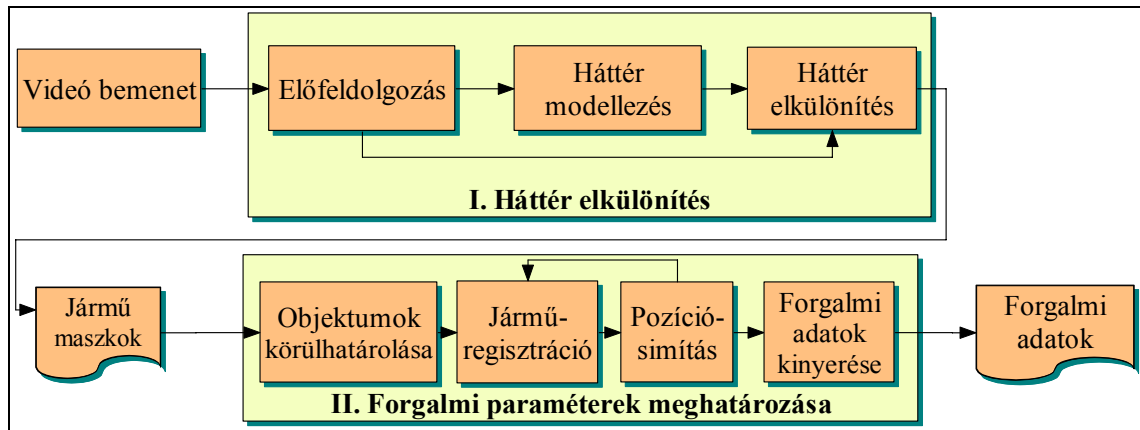 Videó bemenet
Előfeldolgozás
Háttér
modellezés
Háttér
elkülönítés
I. Háttér elkülönítés
Jármű
maszkok
Objektumok
körülhatárolása
Jármű-
regisztráció
Pozíció-
simítás
Forgalmi
adatok
kinyerése
Forgalmi
adatok
II. Forgalmi paraméterek meghatározása